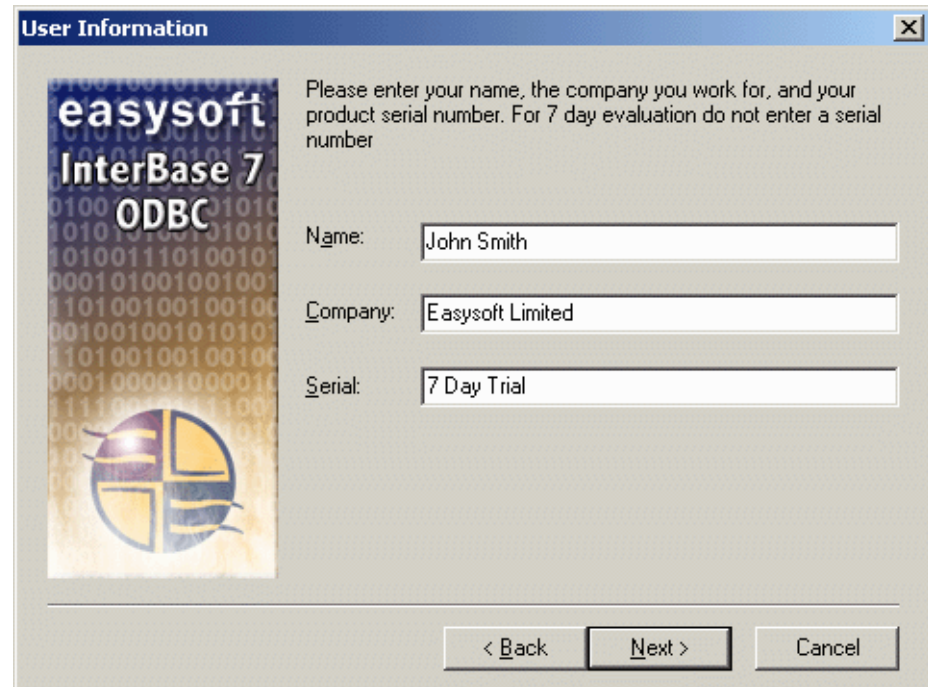 User Information
easysoft
InterBase 7
ODBC
Please enter your name, the company you work for, and your
product serial number. For 7 day evaluation do not enter a serial
number
Name:
John Smith
Company:
Easysoft Limited
Serial:
7 Day Trial
< Back
Next >
Cancel